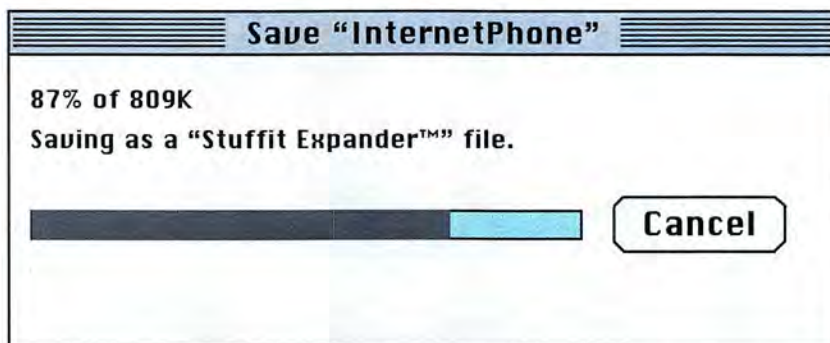 Save “InternetPhone”
87% of 809K
Saving as a “Stuffit Expander™” file.
Cancel